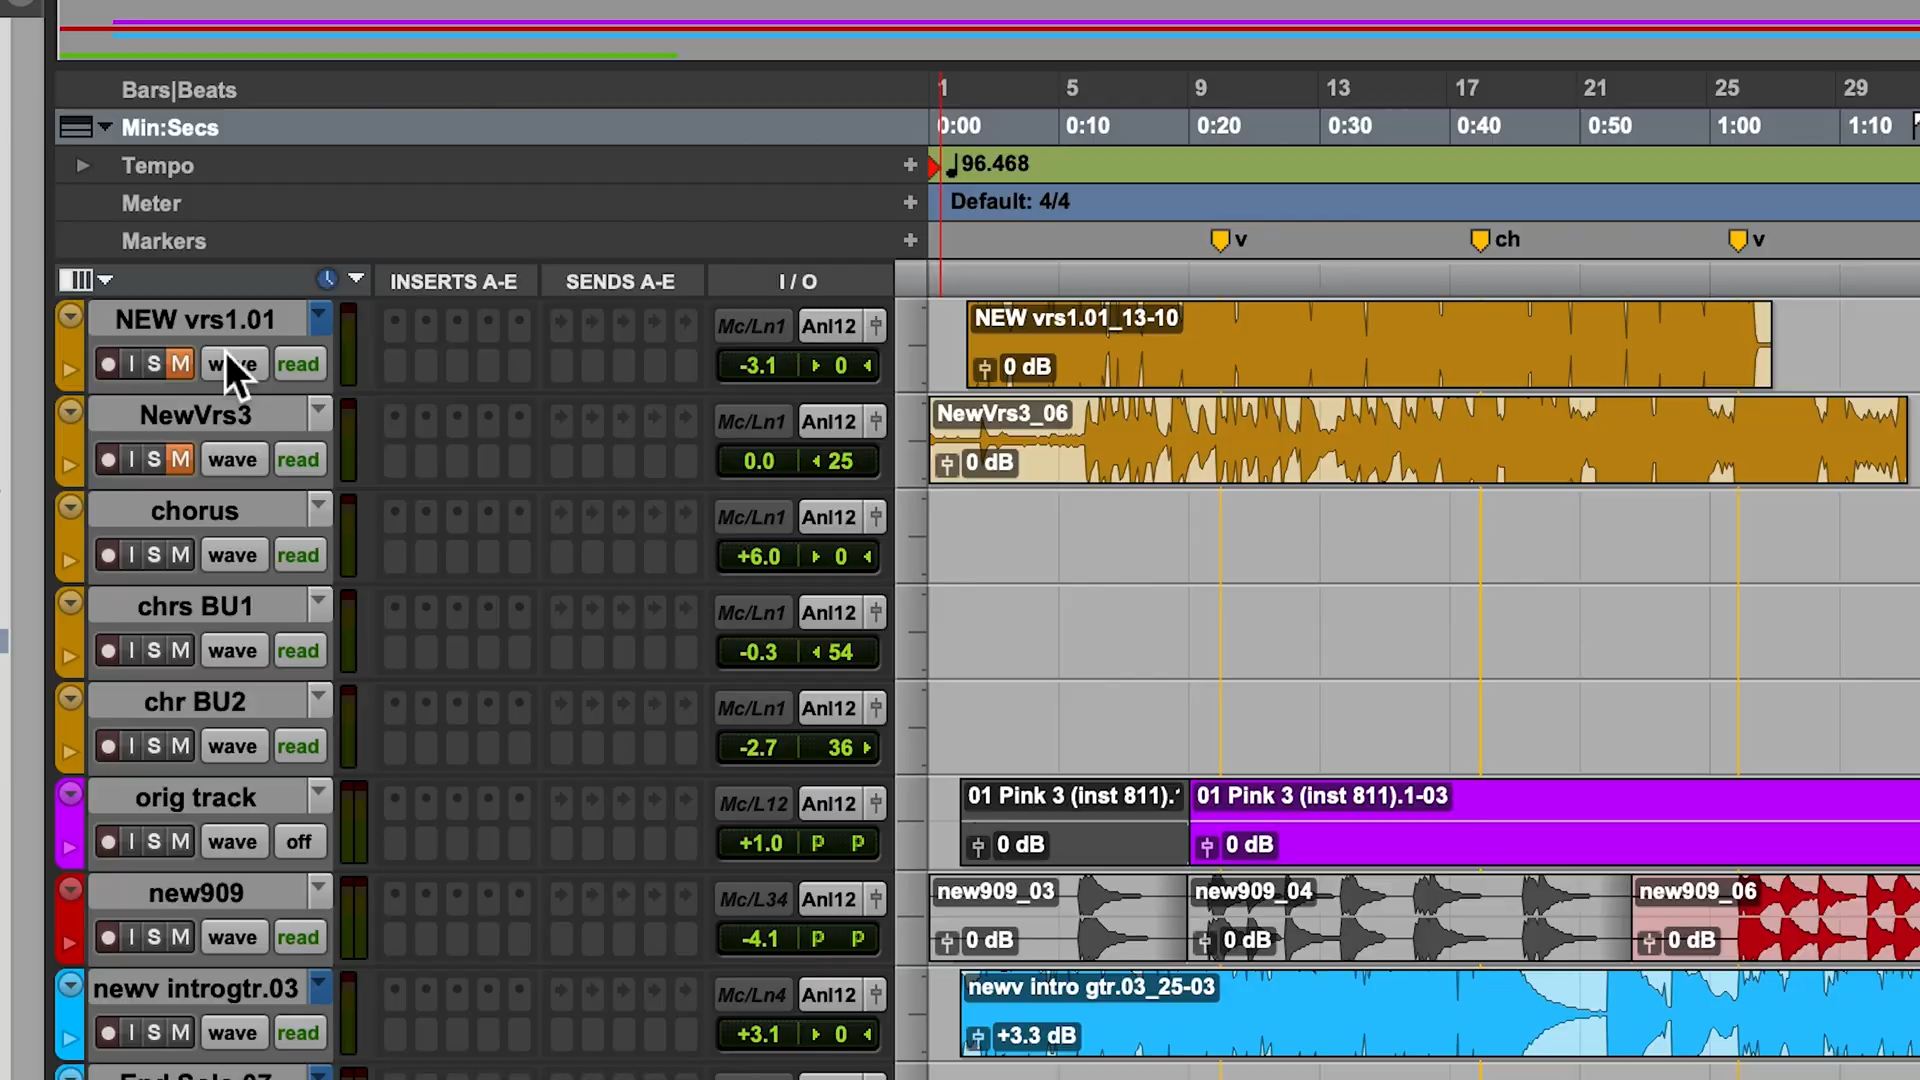 Bars|Beats 1 5 9 13 17 21 25 29
Min:Secs 0:00 0:10 0:20 0:30 0:40 0:50 1:00 1:10
Tempo + 96.468
Meter + Default: 4/4
Markers + v ch v
INSERTS A-E SENDS A-E I / O
NEW vrs1.01 Mc/Ln1 Anl12 NEW vrs1.01_13-10
I S M wave read -3.1 0 0 dB
NewVrs3 Mc/Ln1 Anl12 NewVrs3_06
I S M wave read 0.0 25 0 dB
chorus Mc/Ln1 Anl12
I S M wave read +6.0 0
chrs BU1 Mc/Ln1 Anl12
I S M wave read -0.3 54
chr BU2 Mc/Ln1 Anl12
I S M wave read -2.7 36
orig track Mc/L12 Anl12 01 Pink 3 (inst 811). 01 Pink 3 (inst 811).1-03
I S M wave off +1.0 p p 0 dB 0 dB
new909 Mc/L34 Anl12 new909_03 new909_04 new909_06
I S M wave read -4.1 p p 0 dB 0 dB 0 dB
newv introgtr.03 Mc/Ln4 Anl12 newv intro gtr.03_25-03
I S M wave read +3.1 0 +3.3 dB